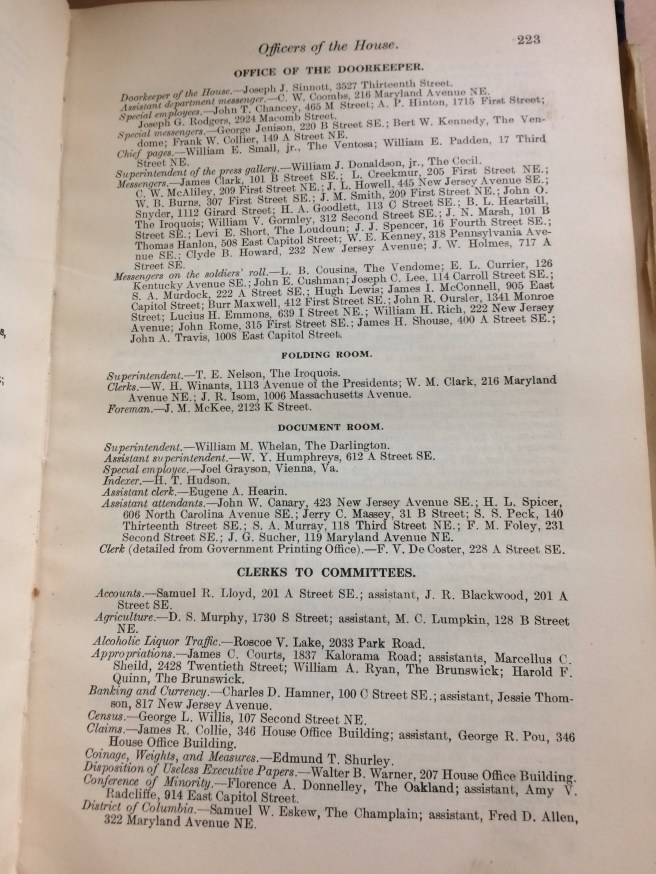 Officers of the House.
223
OFFICE OF THE DOORKEEPER.
Doorkeeper of the House.—Joseph J. Sinnott, 3527 Thirteenth Street.
Assistant department messenger.—C. W. Coombs, 216 Maryland Avenue NE.
Special employees.—John T. Chancey, 465 M Street; A. P. Hinton, 1715 First Street;
Joseph G. Rodgers, 2924 Macomb Street.
Special messengers.—George Jenison, 220 B Street SE.; Bert W. Kennedy, The Ven-
dome; Frank W. Collier, 149 A Street NE.
Chief pages.—William E. Small, jr., The Ventosa; William E. Padden, 17 Third
Street NE.
Superintendent of the press gallery.—William J. Donaldson, jr., The Cecil.
Messengers.—James Clark, 101 B Street SE.; L. Creekmur, 205 First Street NE.;
C. W. McAliley, 209 First Street NE.; J. L. Howell, 445 New Jersey Avenue SE.;
W. B. Burns, 307 First Street SE.; J. M. Smith, 209 First Street NE.; John O.
Snyder, 1112 Girard Street; H. A. Goodlett, 113 C Street SE.; B. L. Heartsill,
The Iroquois; William V. Gormley, 312 Second Street SE.; J. N. Marsh, 101 B
Street SE.; Levi E. Short, The Loudoun; J. J. Spencer, 16 Fourth Street SE.;
Thomas Hanlon, 508 East Capitol Street; W. E. Kenney, 318 Pennsylvania Ave-
nue SE.; Clyde B. Howard, 232 New Jersey Avenue; J. W. Holmes, 717 A
Street SE.
Messengers on the soldiers' roll.—L. B. Cousins, The Vendome; E. L. Currier, 126
Kentucky Avenue SE.; John E. Cushman; Joseph C. Lee, 114 Carroll Street SE.;
S. A. Murdock, 222 A Street SE.; Hugh Lewis; James I. McConnell, 905 East
Capitol Street; Burr Maxwell, 412 First Street SE.; John R. Oursler, 1341 Monroe
Street; Lucius H. Emmons, 639 I Street NE.; William H. Rich, 222 New Jersey
Avenue; John Rome, 315 First Street SE.; James H. Shouse, 400 A Street SE.;
John A. Travis, 1008 East Capitol Street.
FOLDING ROOM.
Superintendent.—T. E. Nelson, The Iroquois.
Clerks.—W. H. Winants, 1113 Avenue of the Presidents; W. M. Clark, 216 Maryland
Avenue NE.; J. R. Isom, 1006 Massachusetts Avenue.
Foreman.—J. M. McKee, 2123 K Street.
DOCUMENT ROOM.
Superintendent.—William M. Whelan, The Darlington.
Assistant superintendent.—W. Y. Humphreys, 612 A Street SE.
Special employee.—Joel Grayson, Vienna, Va.
Indexer.—H. T. Hudson.
Assistant clerk.—Eugene A. Hearin.
Assistant attendants.—John W. Canary, 423 New Jersey Avenue SE.; H. L. Spicer,
606 North Carolina Avenue SE.; Jerry C. Massey, 31 B Street; S. S. Peck, 140
Thirteenth Street SE.; S. A. Murray, 118 Third Street NE.; F. M. Foley, 231
Second Street SE.; J. G. Sucher, 119 Maryland Avenue NE.
Clerk (detailed from Government Printing Office).—F. V. De Coster, 228 A Street SE.
CLERKS TO COMMITTEES.
Accounts.—Samuel R. Lloyd, 201 A Street SE.; assistant, J. R. Blackwood, 201 A
Street SE.
Agriculture.—D. S. Murphy, 1730 S Street; assistant, M. C. Lumpkin, 128 B Street
NE.
Alcoholic Liquor Traffic.—Roscoe V. Lake, 2033 Park Road.
Appropriations.—James C. Courts, 1837 Kalorama Road; assistants, Marcellus C.
Sheild, 2428 Twentieth Street; William A. Ryan, The Brunswick; Harold F.
Quinn, The Brunswick.
Banking and Currency.—Charles D. Hamner, 100 C Street SE.; assistant, Jessie Thom-
son, 817 New Jersey Avenue.
Census.—George L. Willis, 107 Second Street NE.
Claims.—James R. Collie, 346 House Office Building; assistant, George R. Pou, 346
House Office Building.
Coinage, Weights, and Measures.—Edmund T. Shurley.
Disposition of Useless Executive Papers.—Walter B. Warner, 207 House Office Building.
Conference of Minority.—Florence A. Donnelley, The Oakland; assistant, Amy V.
Radcliffe, 914 East Capitol Street.
District of Columbia.—Samuel W. Eskew, The Champlain; assistant, Fred D. Allen,
322 Maryland Avenue NE.